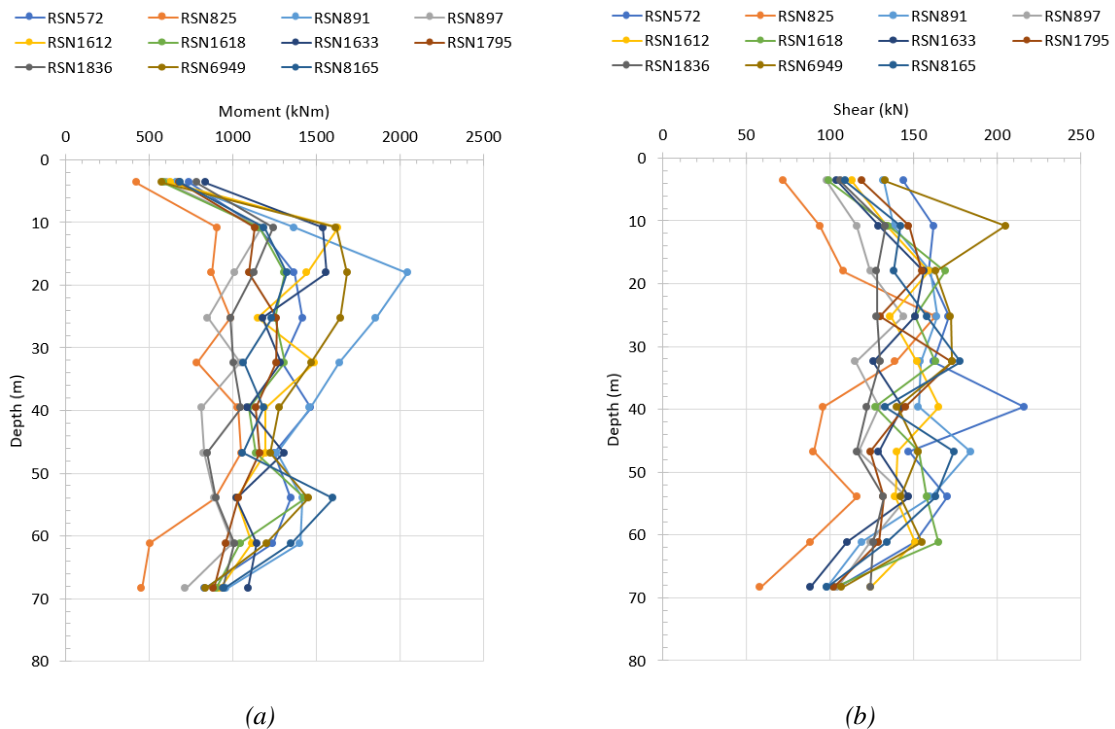 RSN572 RSN825 RSN891 RSN897
RSN1612 RSN1618 RSN1633 RSN1795
RSN1836 RSN6949 RSN8165
Moment (kNm)
0 500 1000 1500 2000 2500
0
10
20
30
40
50
60
70
80
Depth (m)
(a)
RSN572 RSN825 RSN891 RSN897
RSN1612 RSN1618 RSN1633 RSN1795
RSN1836 RSN6949 RSN8165
Shear (kN)
0 50 100 150 200 250
0
10
20
30
40
50
60
70
80
Depth (m)
(b)